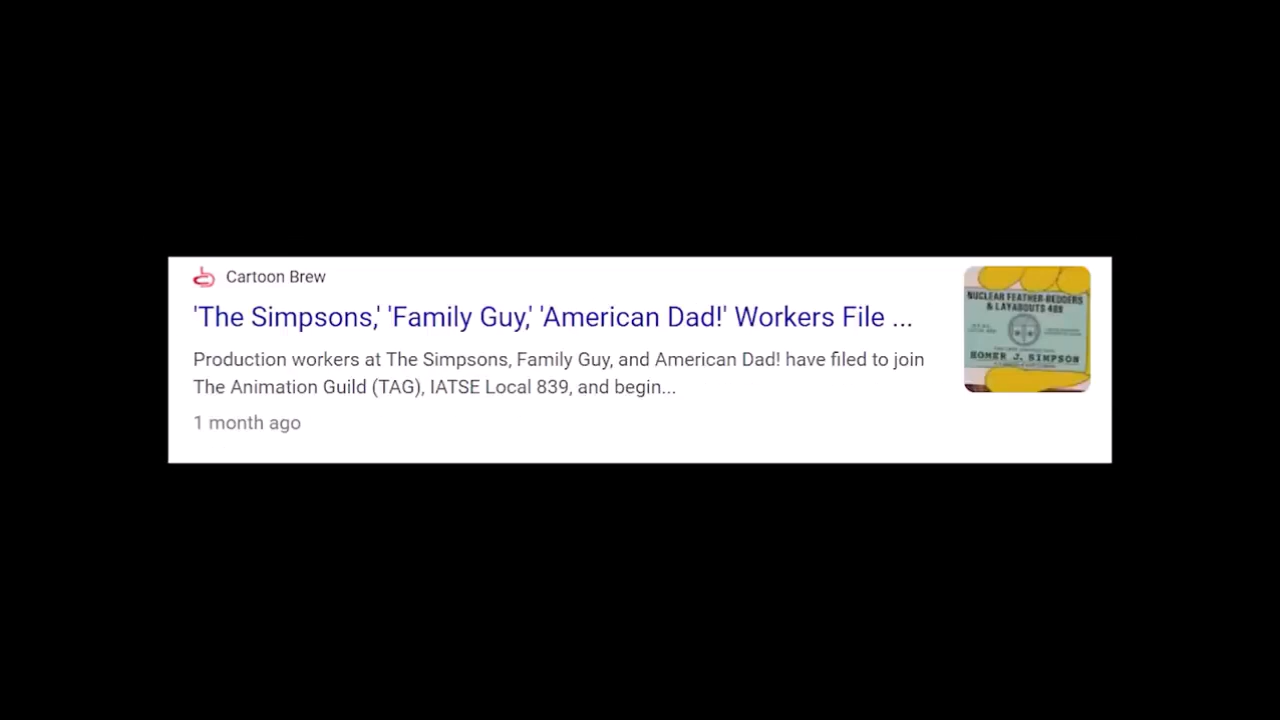 Cartoon Brew
'The Simpsons,' 'Family Guy,' 'American Dad!' Workers File ...
Production workers at The Simpsons, Family Guy, and American Dad! have filed to join
The Animation Guild (TAG), IATSE Local 839, and begin...
1 month ago
NUCLEAR FEATHER-BEDDERS
& LAYABOUTS 488
HOMER J. SIMPSON